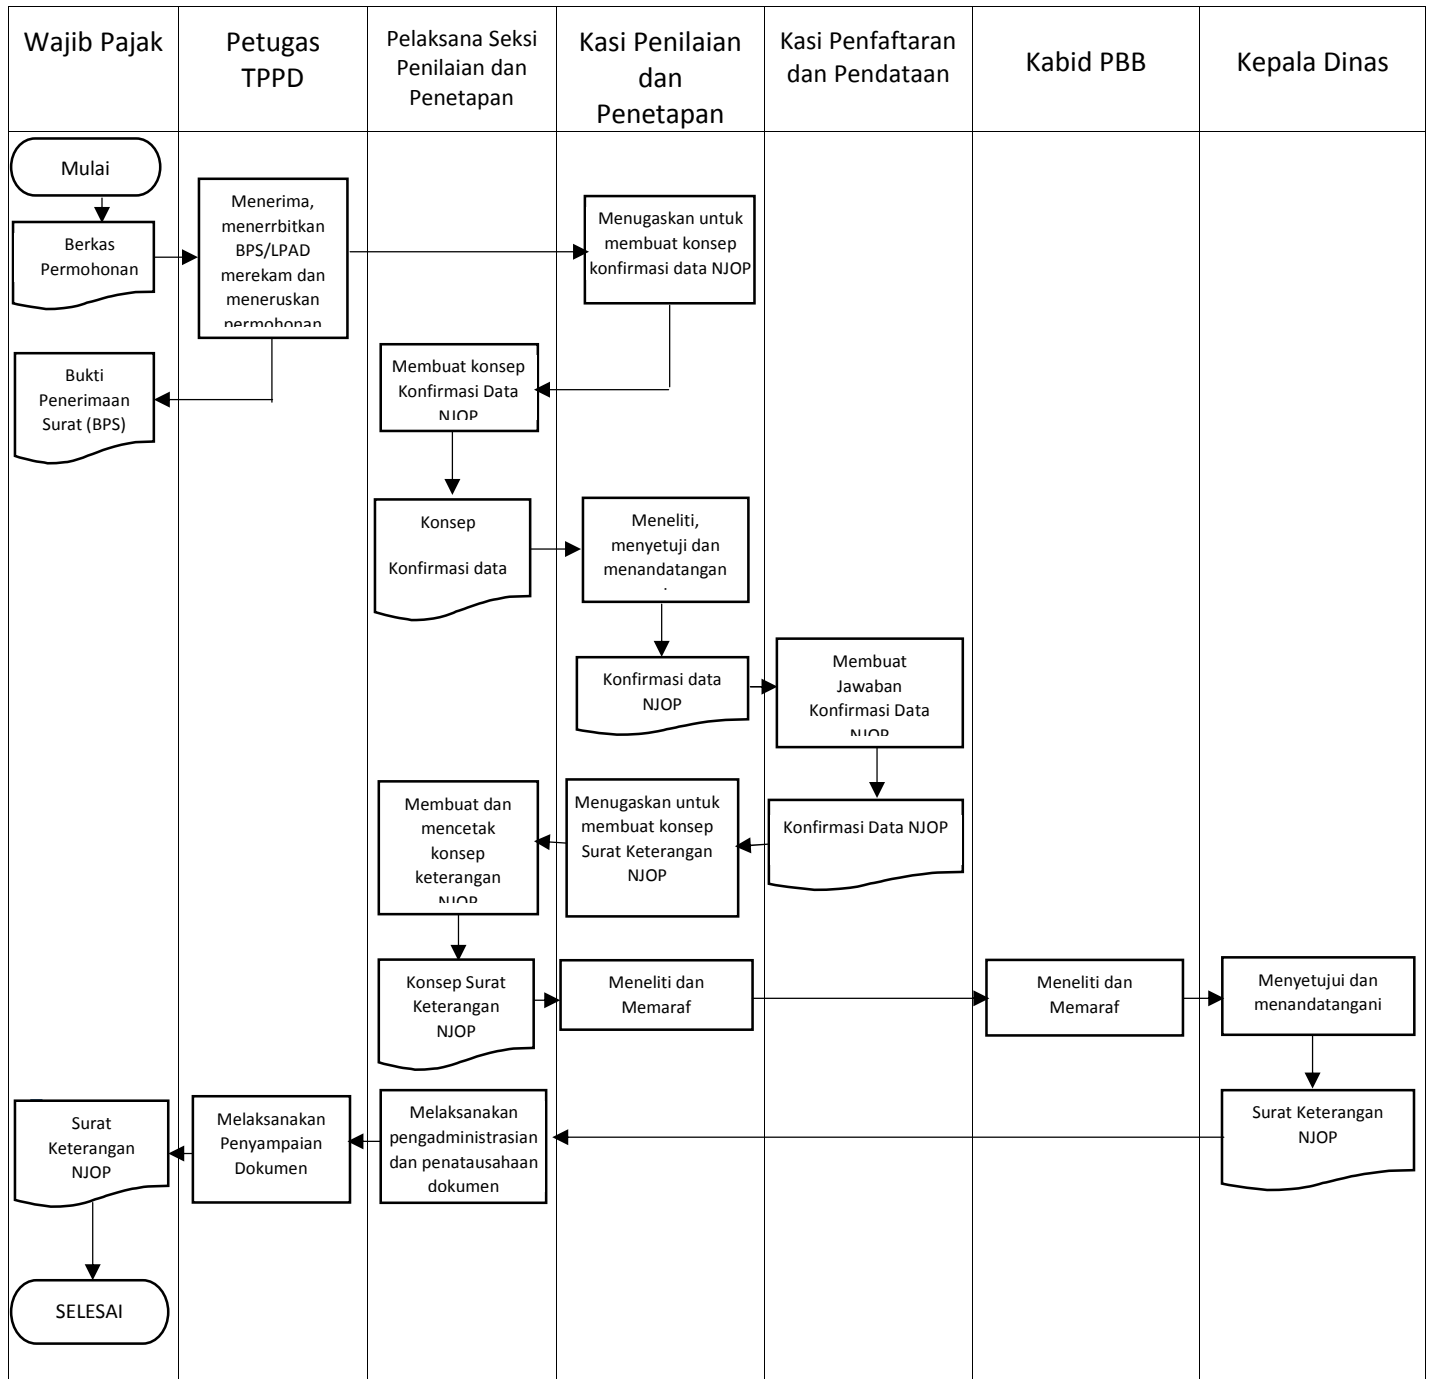 Wajib Pajak
Petugas
TPPD
Pelaksana Seksi
Penilaian dan
Penetapan
Kasi Penilaian
dan
Penetapan
Kasi Penfaftaran
dan Pendataan
Kabid PBB
Kepala Dinas
Mulai
Berkas
Permohonan
Menerima,
menerrbitkan
BPS/LPAD
merekam dan
meneruskan
permohonan
Menugaskan untuk
membuat konsep
konfirmasi data NJOP
Bukti
Penerimaan
Surat (BPS)
Membuat konsep
Konfirmasi Data
NJOP
Konsep
Konfirmasi data
Meneliti,
menyetuji dan
menandatangan
Konfirmasi data
NJOP
Membuat
Jawaban
Konfirmasi Data
NJOP
Membuat dan
mencetak
konsep
keterangan
NJOP
Menugaskan untuk
membuat konsep
Surat Keterangan
NJOP
Konfirmasi Data NJOP
Konsep Surat
Keterangan
NJOP
Meneliti dan
Memaraf
Meneliti dan
Memaraf
Menyetujui dan
menandatangani
Surat
Keterangan
NJOP
Melaksanakan
Penyampaian
Dokumen
Melaksanakan
pengadministrasian
dan penatausahaan
dokumen
Surat Keterangan
NJOP
SELESAI